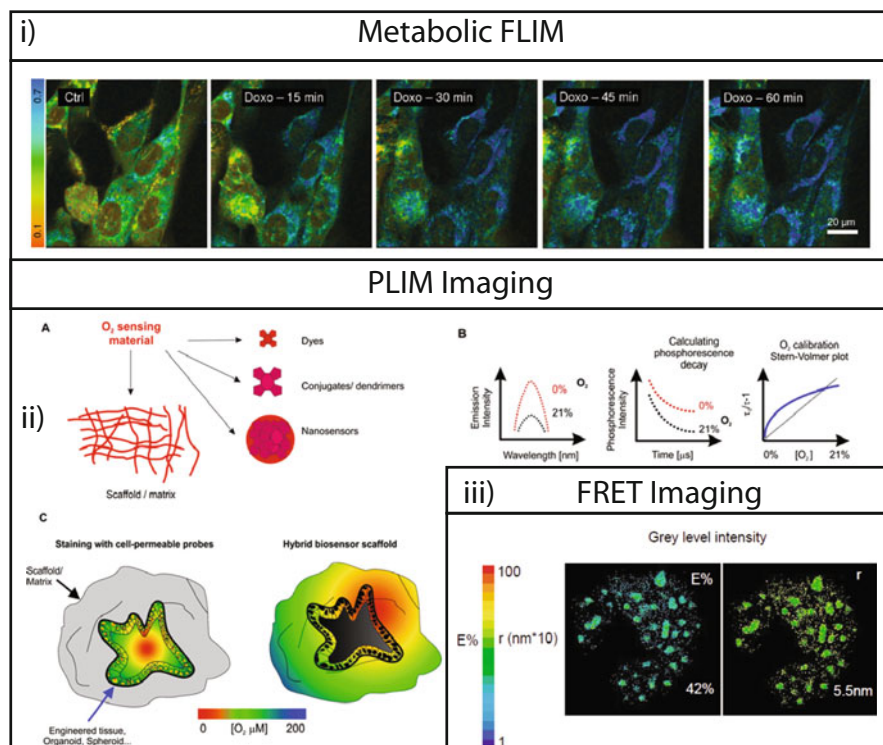 i)
Metabolic FLIM
0.7
0.1
Ctrl
Doxo – 15 min
Doxo – 30 min
Doxo – 45 min
Doxo – 60 min
20 µm
PLIM Imaging
ii)
A
O₂ sensing
material
Dyes
Conjugates/ dendrimers
Nanosensors
Scaffold / matrix
B
Emission
Intensity
Wavelength [nm]
0%
O₂
21%
Calculating
phosphorescence
decay
Phosphorescence
Intensity
Time [µs]
0%
21%
O₂
O₂ calibration
Stern-Volmer plot
τ₀/τ-1
0%
[O₂]
21%
C
Staining with cell-permeable probes
Scaffold/
Matrix
Engineered tissue,
Organoid, Spheroid...
Hybrid biosensor scaffold
0
[O₂ µM]
200
iii)
FRET Imaging
Grey level intensity
E%
100
r (nm*10)
1
E%
42%
r
5.5nm